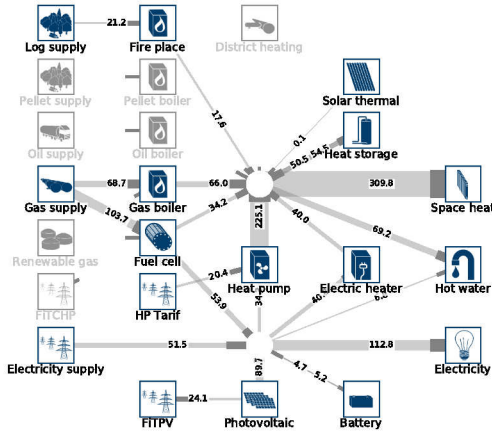 21.2
Log supply
Fire place
District heating
17.6
Pellet supply
Pellet boiler
Solar thermal
0.1
50.5
54.5
Oil supply
Oil boiler
Heat storage
68.7
66.0
309.8
Gas supply
Gas boiler
Space heat
103.7
34.2
225.1
40.0
69.2
Renewable gas
Fuel cell
20.4
FITCHP
HP Tarif
Heat pump
Electric heater
Hot water
53.9
51.5
112.8
Electricity supply
Electricity
89.7
4.7
5.2
24.1
FITPV
Photovoltaic
Battery